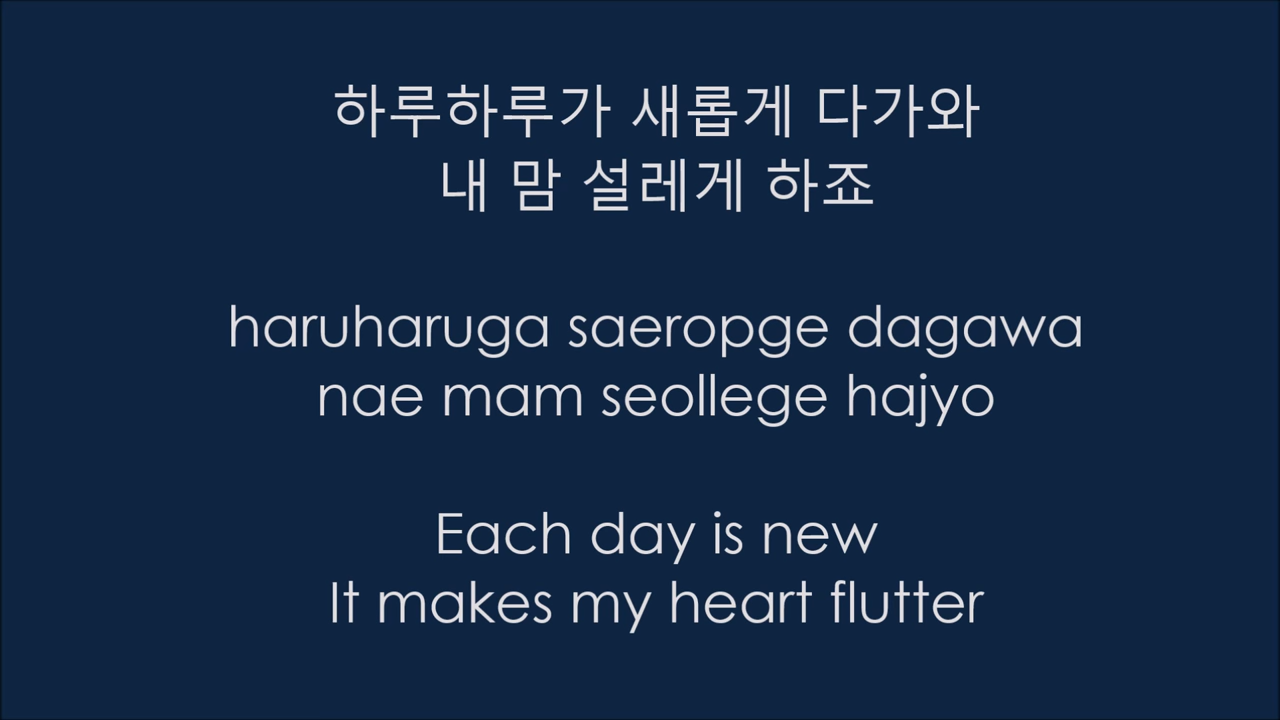 하루하루가 새롭게 다가와
내 맘 설레게 하죠
haruharuga saeropge dagawa
nae mam seollege hajyo
Each day is new
It makes my heart flutter